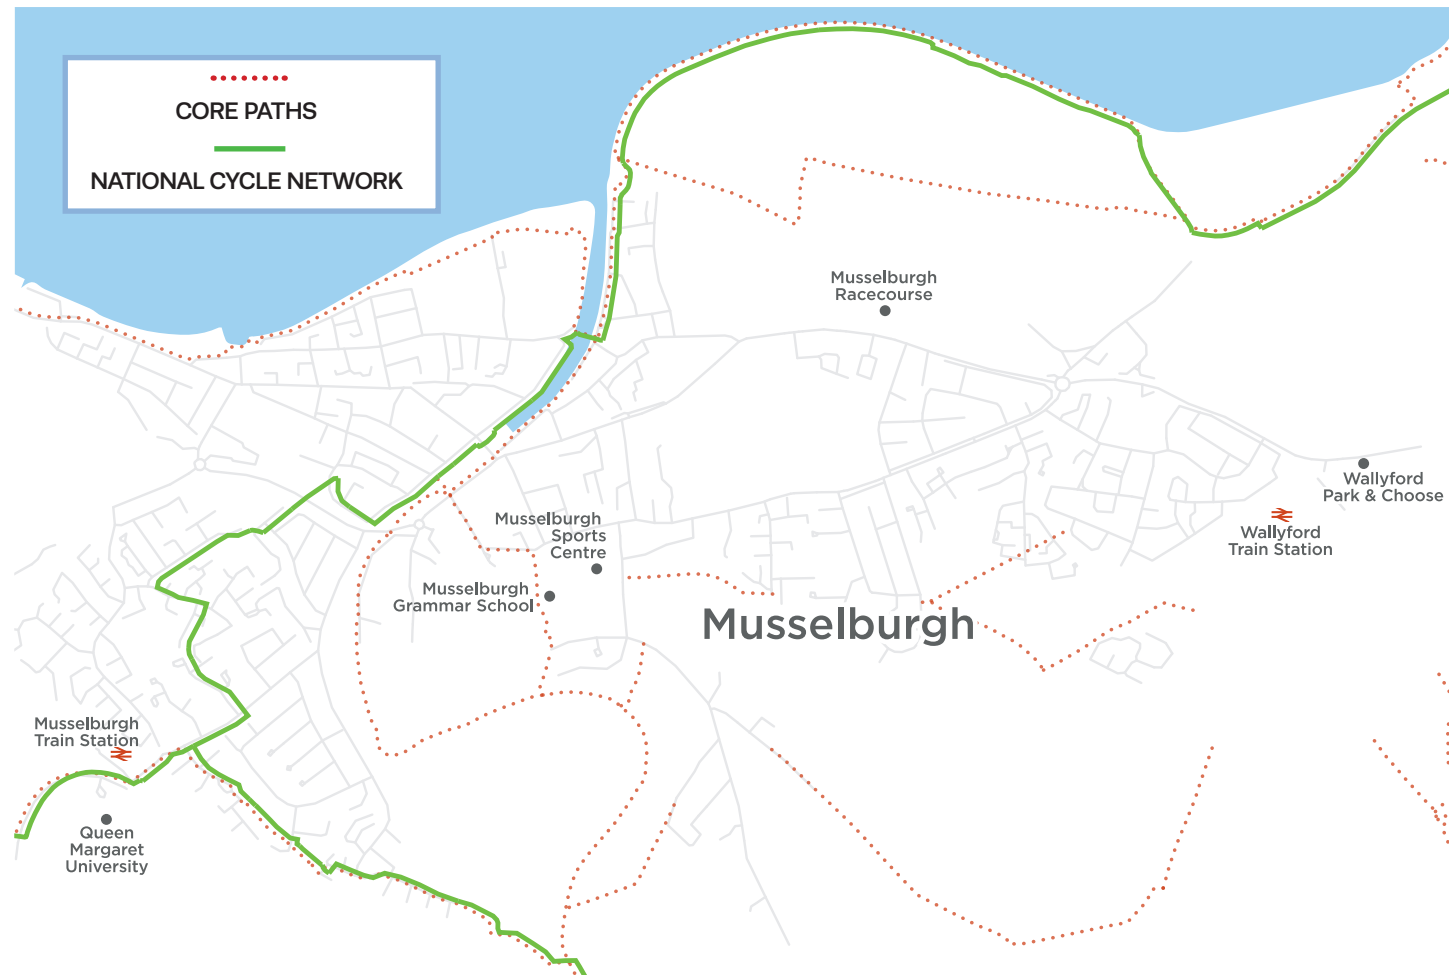 CORE PATHS
NATIONAL CYCLE NETWORK
Musselburgh
Racecourse
Wallyford
Park & Choose
Musselburgh
Sports
Centre
Wallyford
Train Station
Musselburgh
Grammar School
Musselburgh
Musselburgh
Train Station
Queen
Margaret
University